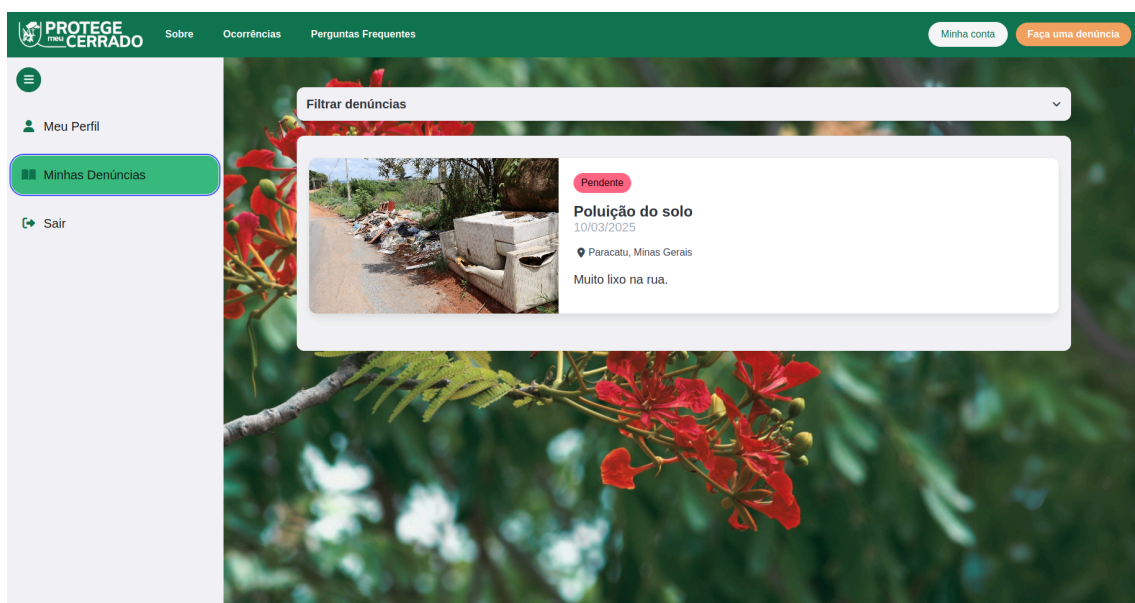 PROTEGE
meu CERRADO
Sobre
Ocorrências
Perguntas Frequentes
Minha conta
Faça uma denúncia
Meu Perfil
Minhas Denúncias
Sair
Filtrar denúncias
Pendente
Poluição do solo
10/03/2025
Paracatu, Minas Gerais
Muito lixo na rua.